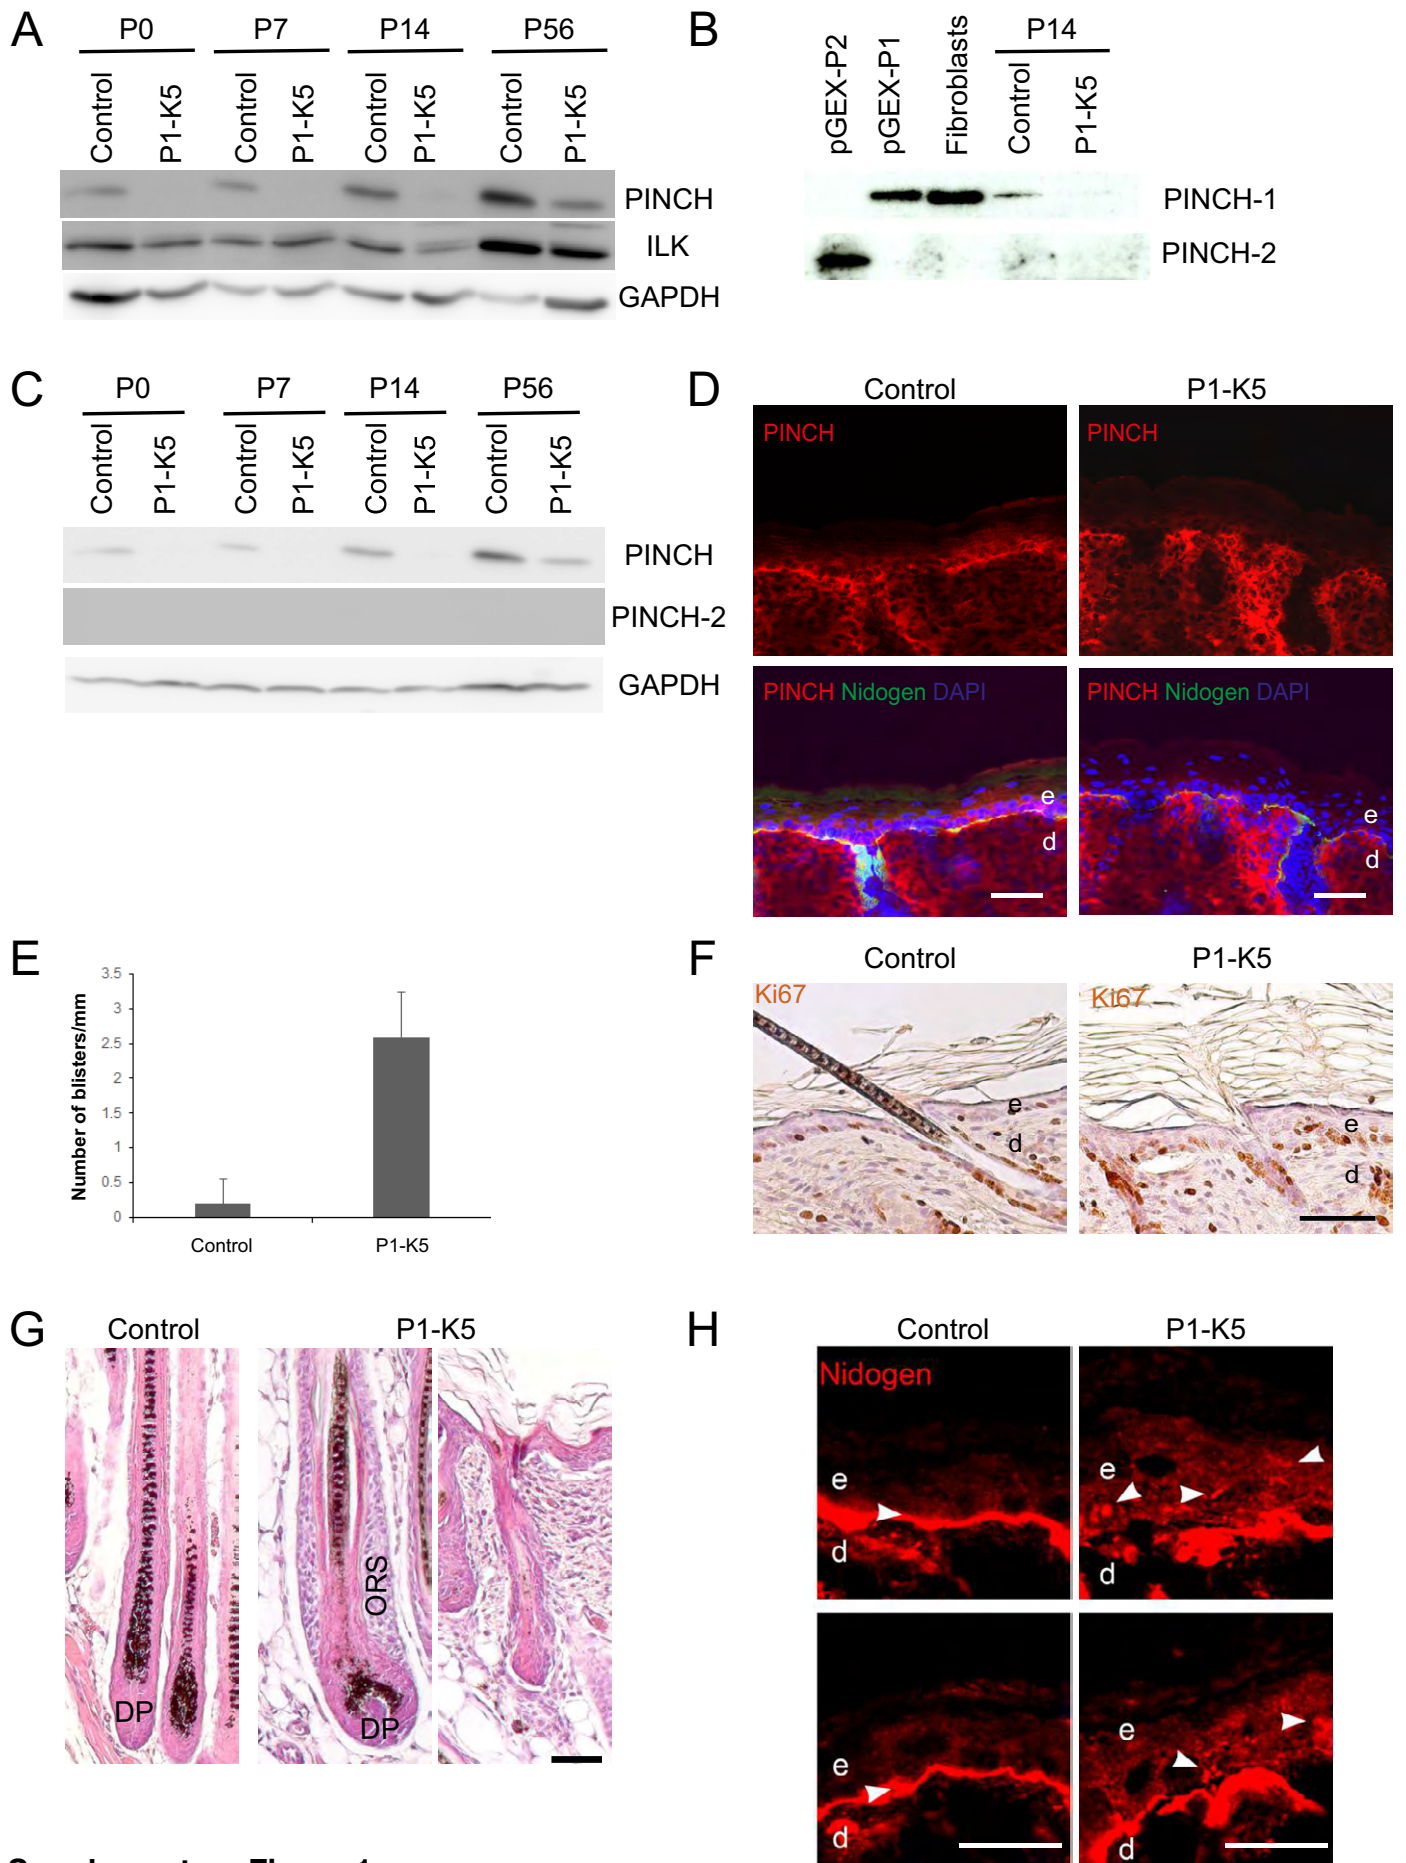 A
P0 P7 P14 P56
Control P1-K5 Control P1-K5 Control P1-K5 Control P1-K5
PINCH
ILK
GAPDH
B
P14
pGEX-P2 pGEX-P1 Fibroblasts Control P1-K5
PINCH-1
PINCH-2
C
P0 P7 P14 P56
Control P1-K5 Control P1-K5 Control P1-K5 Control P1-K5
PINCH
PINCH-2
GAPDH
D
Control P1-K5
PINCH PINCH
PINCH Nidogen DAPI PINCH Nidogen DAPI
e e
d d
E
Number of blisters/mm
3.5
3
2.5
2
1.5
1
0.5
0
Control P1-K5
F
Control P1-K5
Ki67 Ki67
e e
d d
G
Control P1-K5
ORS
DP DP
H
Control P1-K5
Nidogen
e e
d d
e e
d d